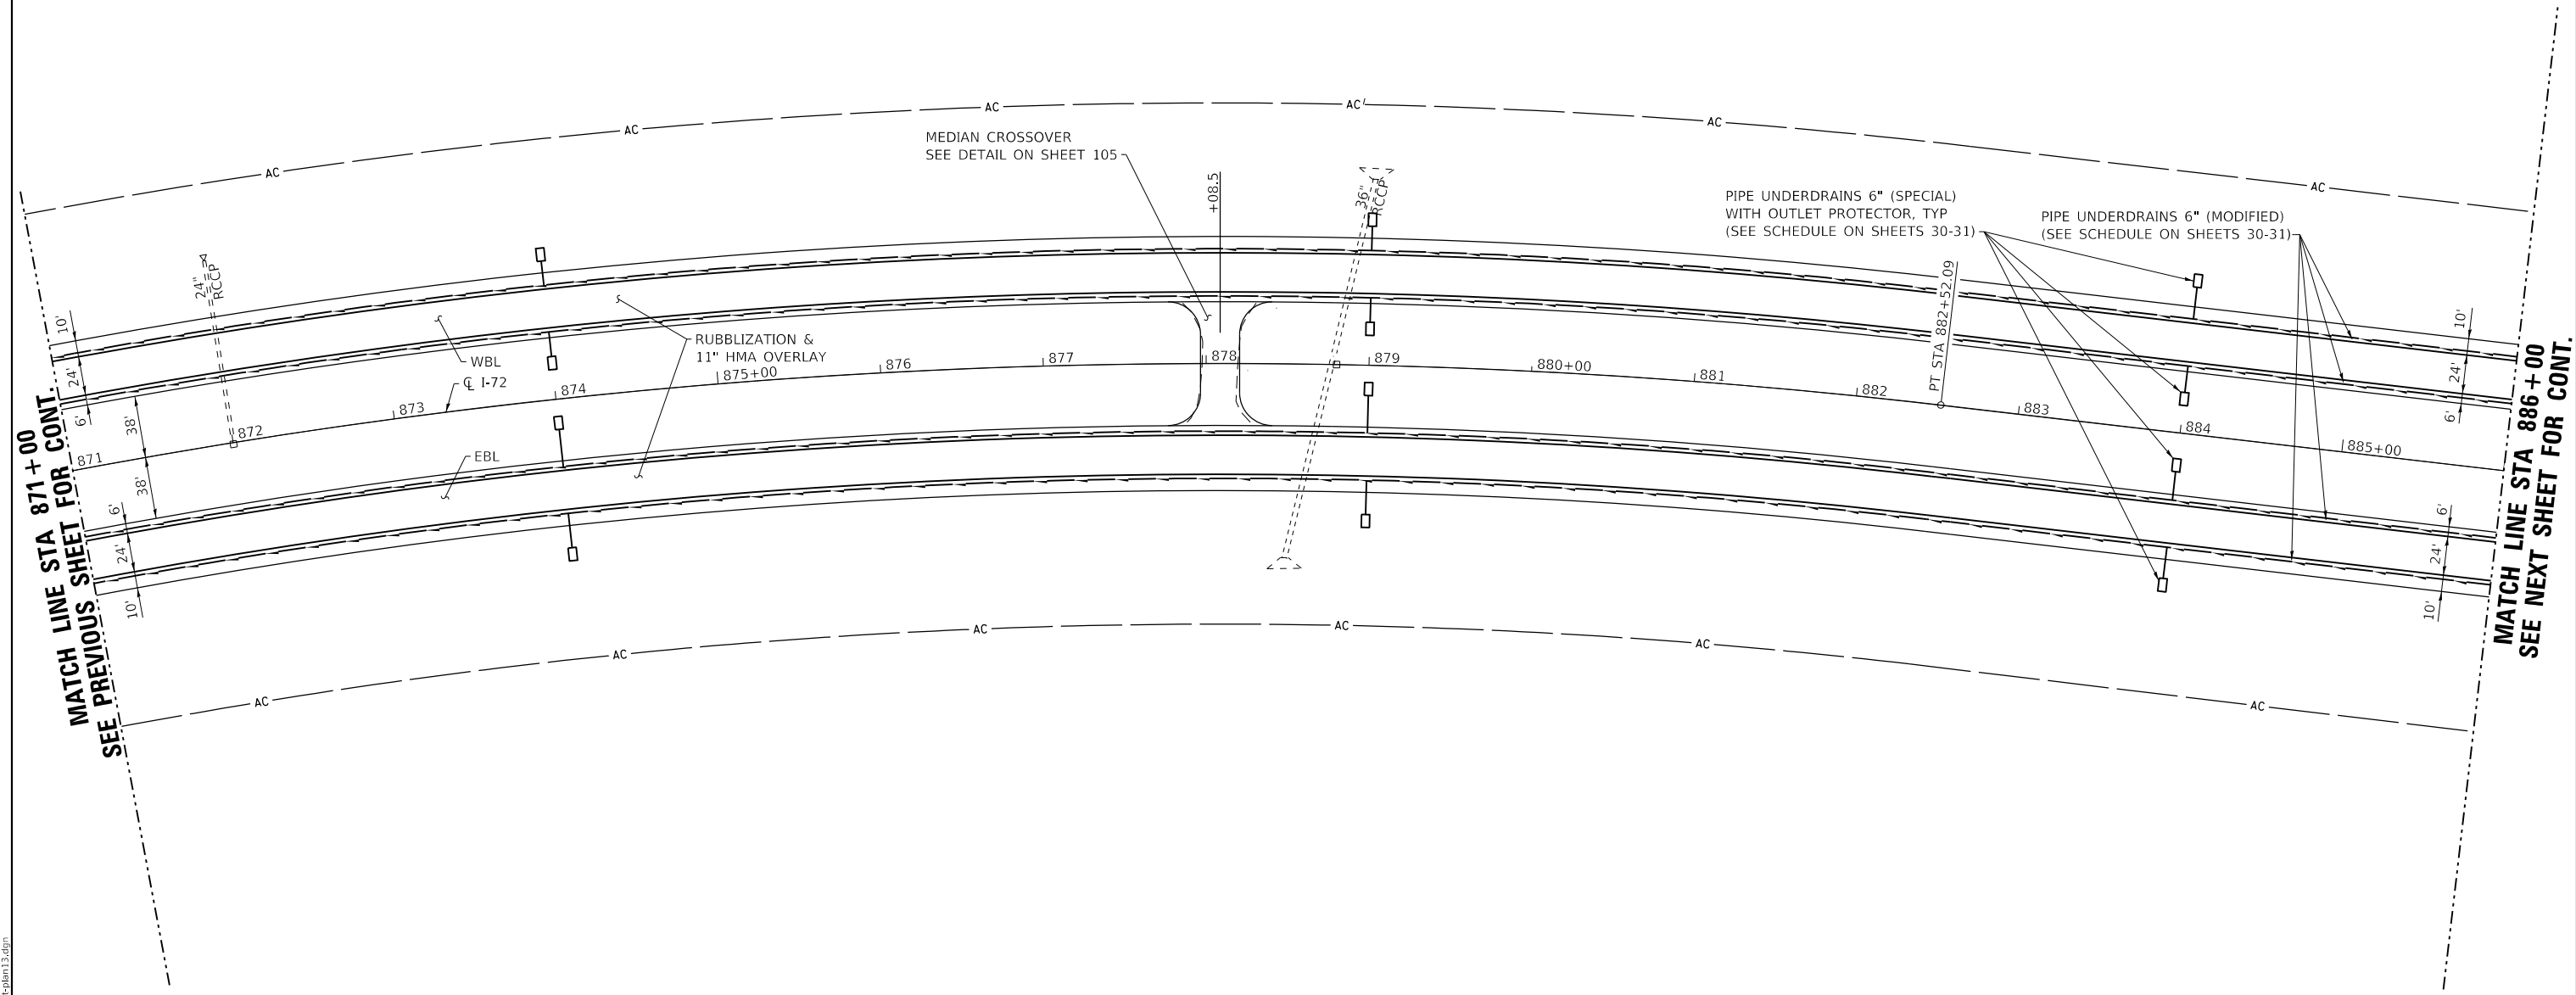 AC
AC
AC
AC'
AC
AC
MEDIAN CROSSOVER
SEE DETAIL ON SHEET 105
+08.5
36"
RCCP
PIPE UNDERDRAINS 6" (SPECIAL)
WITH OUTLET PROTECTOR, TYP
(SEE SCHEDULE ON SHEETS 30-31)
PIPE UNDERDRAINS 6" (MODIFIED)
(SEE SCHEDULE ON SHEETS 30-31)
24"
RCCP
PT STA 882+52.09
10'
24'
6'
38'
38'
6'
24'
10'
WBL
℄ I-72
EBL
RUBBLIZATION &
11" HMA OVERLAY
871
872
873
874
875+00
876
877
878
879
880+00
881
882
883
884
885+00
10'
24'
6'
6'
24'
10'
MATCH LINE STA 871+00
SEE PREVIOUS SHEET FOR CONT.
MATCH LINE STA 886+00
SEE NEXT SHEET FOR CONT.
AC
AC
AC
AC
AC
AC
t-plan13.dgn